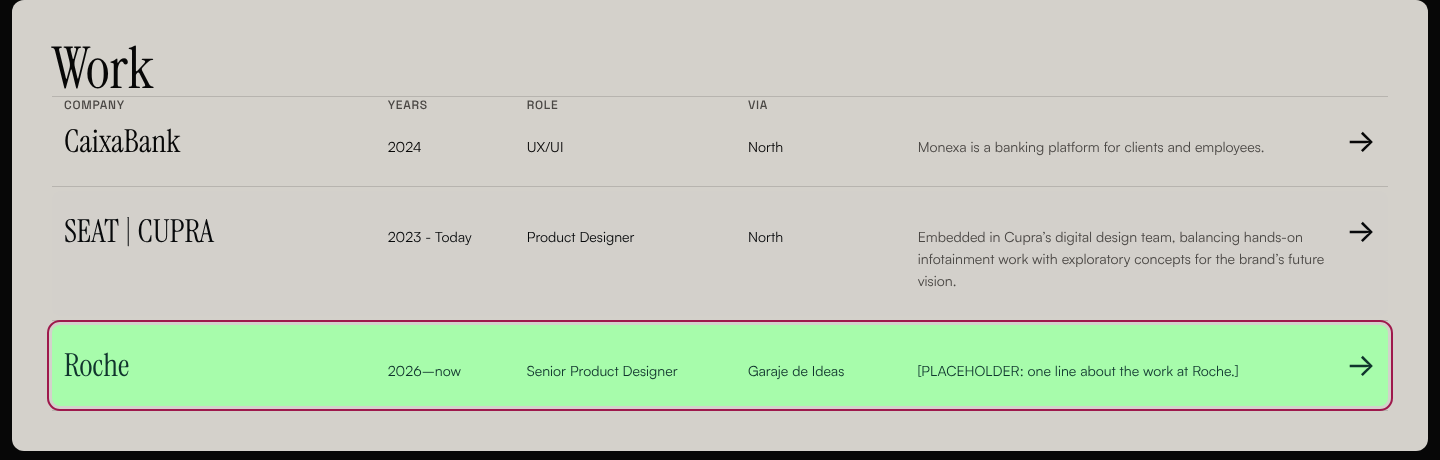 Work
COMPANY YEARS ROLE VIA
CaixaBank 2024 UX/UI North Monexa is a banking platform for clients and employees. →
SEAT | CUPRA 2023 - Today Product Designer North Embedded in Cupra’s digital design team, balancing hands-on →
infotainment work with exploratory concepts for the brand’s future
vision.
Roche 2026—now Senior Product Designer Garaje de Ideas [PLACEHOLDER: one line about the work at Roche.] →